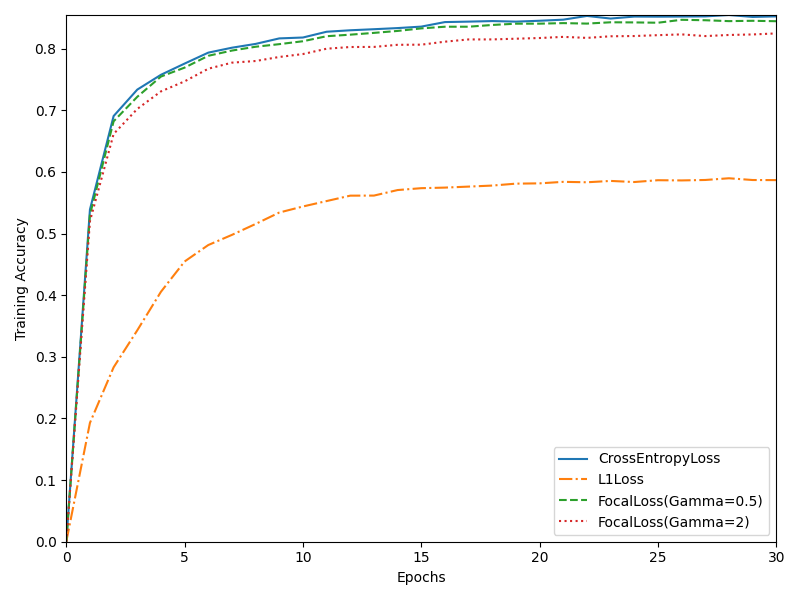 0.8
0.7
0.6
0.5
0.4
0.3
0.2
0.1
0.0
Training Accuracy
0
5
10
15
20
25
30
Epochs
CrossEntropyLoss
L1Loss
FocalLoss(Gamma=0.5)
FocalLoss(Gamma=2)